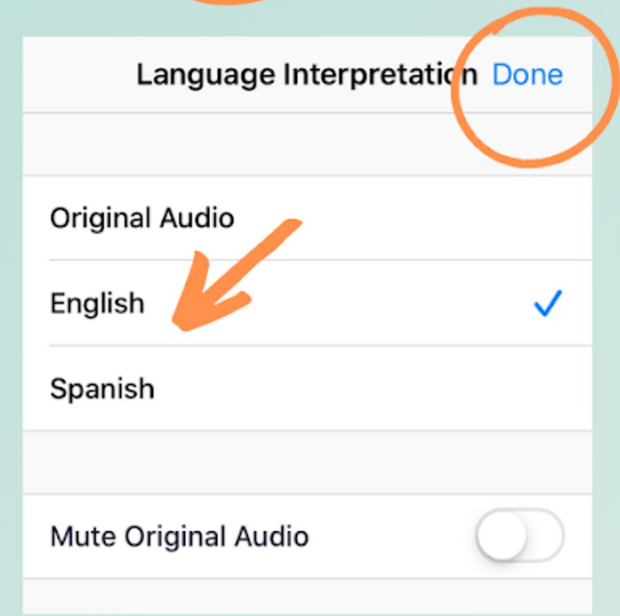 Language Interpretation Done
Original Audio
English
Spanish
Mute Original Audio